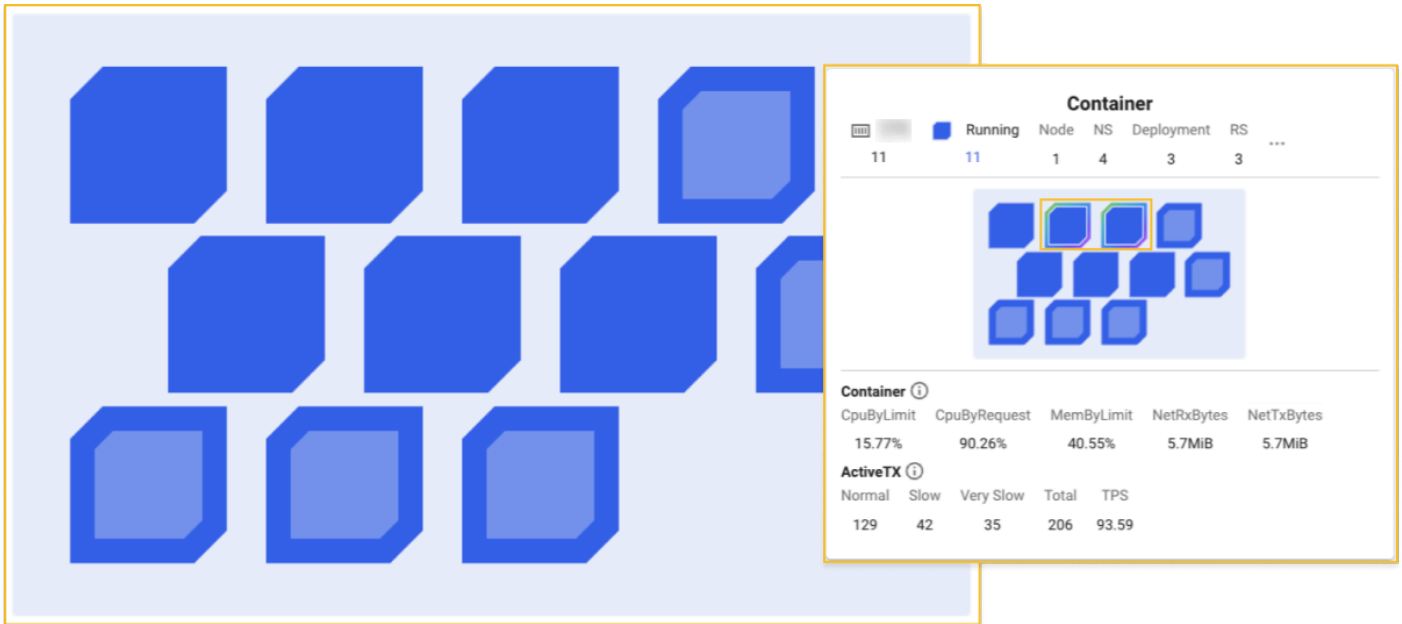 Container
Running Node NS Deployment RS ...
11 11 1 4 3 3
Container
CpuByLimit CpuByRequest MemByLimit NetRxBytes NetTxBytes
15.77% 90.26% 40.55% 5.7MiB 5.7MiB
ActiveTX
Normal Slow Very Slow Total TPS
129 42 35 206 93.59